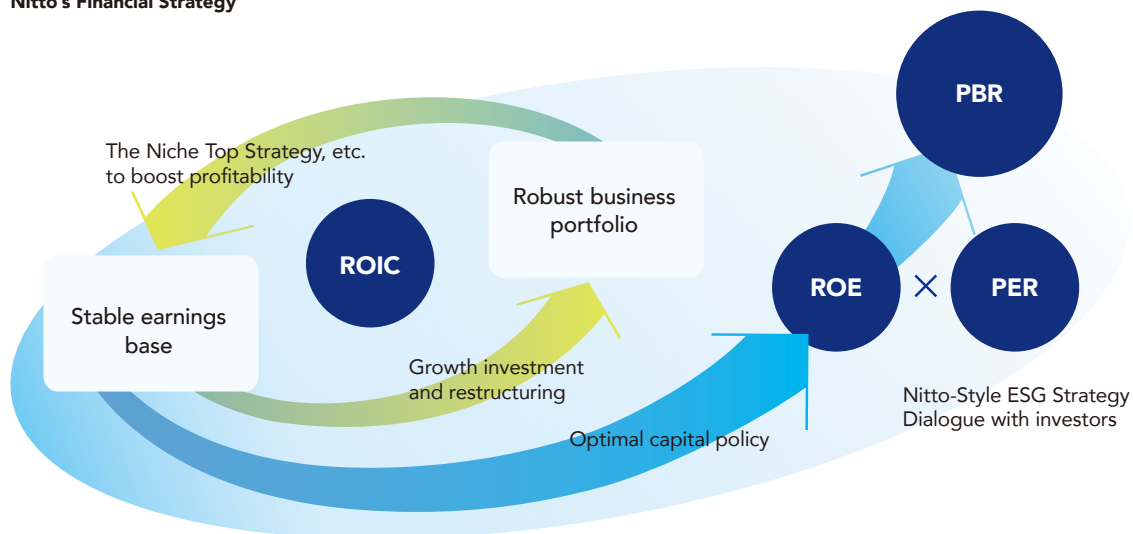 Nitto's Financial Strategy
PBR
The Niche Top Strategy, etc.
to boost profitability
Robust business
portfolio
ROIC
ROE
×
PER
Stable earnings
base
Growth investment
and restructuring
Nitto-Style ESG Strategy
Dialogue with investors
Optimal capital policy